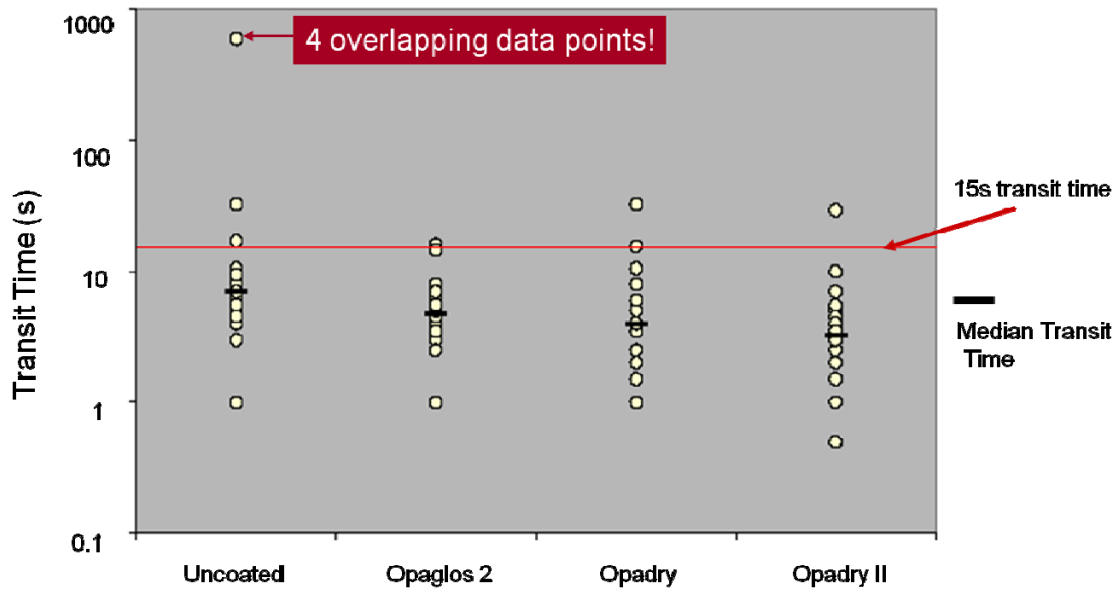 1000
4 overlapping data points!
100
15s transit time
10
Median Transit
Time
1
0.1
Transit Time (s)
Uncoated
Opaglos 2
Opadry
Opadry II